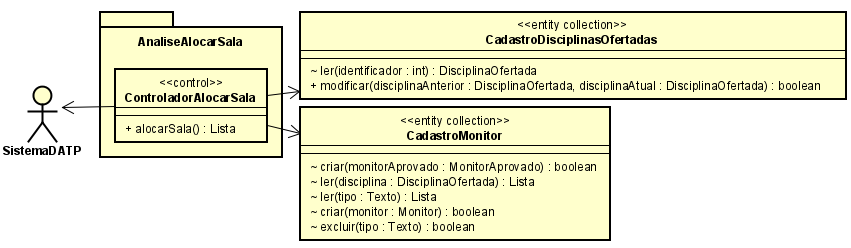 AnaliseAlocarSala
<<control>>
ControladorAlocarSala
+ alocarSala() : Lista
SistemaDATP
<<entity collection>>
CadastroDisciplinasOfertadas
~ ler(identificador : int) : DisciplinaOfertada
+ modificar(disciplinaAnterior : DisciplinaOfertada, disciplinaAtual : DisciplinaOfertada) : boolean
<<entity collection>>
CadastroMonitor
~ criar(monitorAprovado : MonitorAprovado) : boolean
~ ler(disciplina : DisciplinaOfertada) : Lista
~ ler(tipo : Texto) : Lista
~ criar(monitor : Monitor) : boolean
~ excluir(tipo : Texto) : boolean